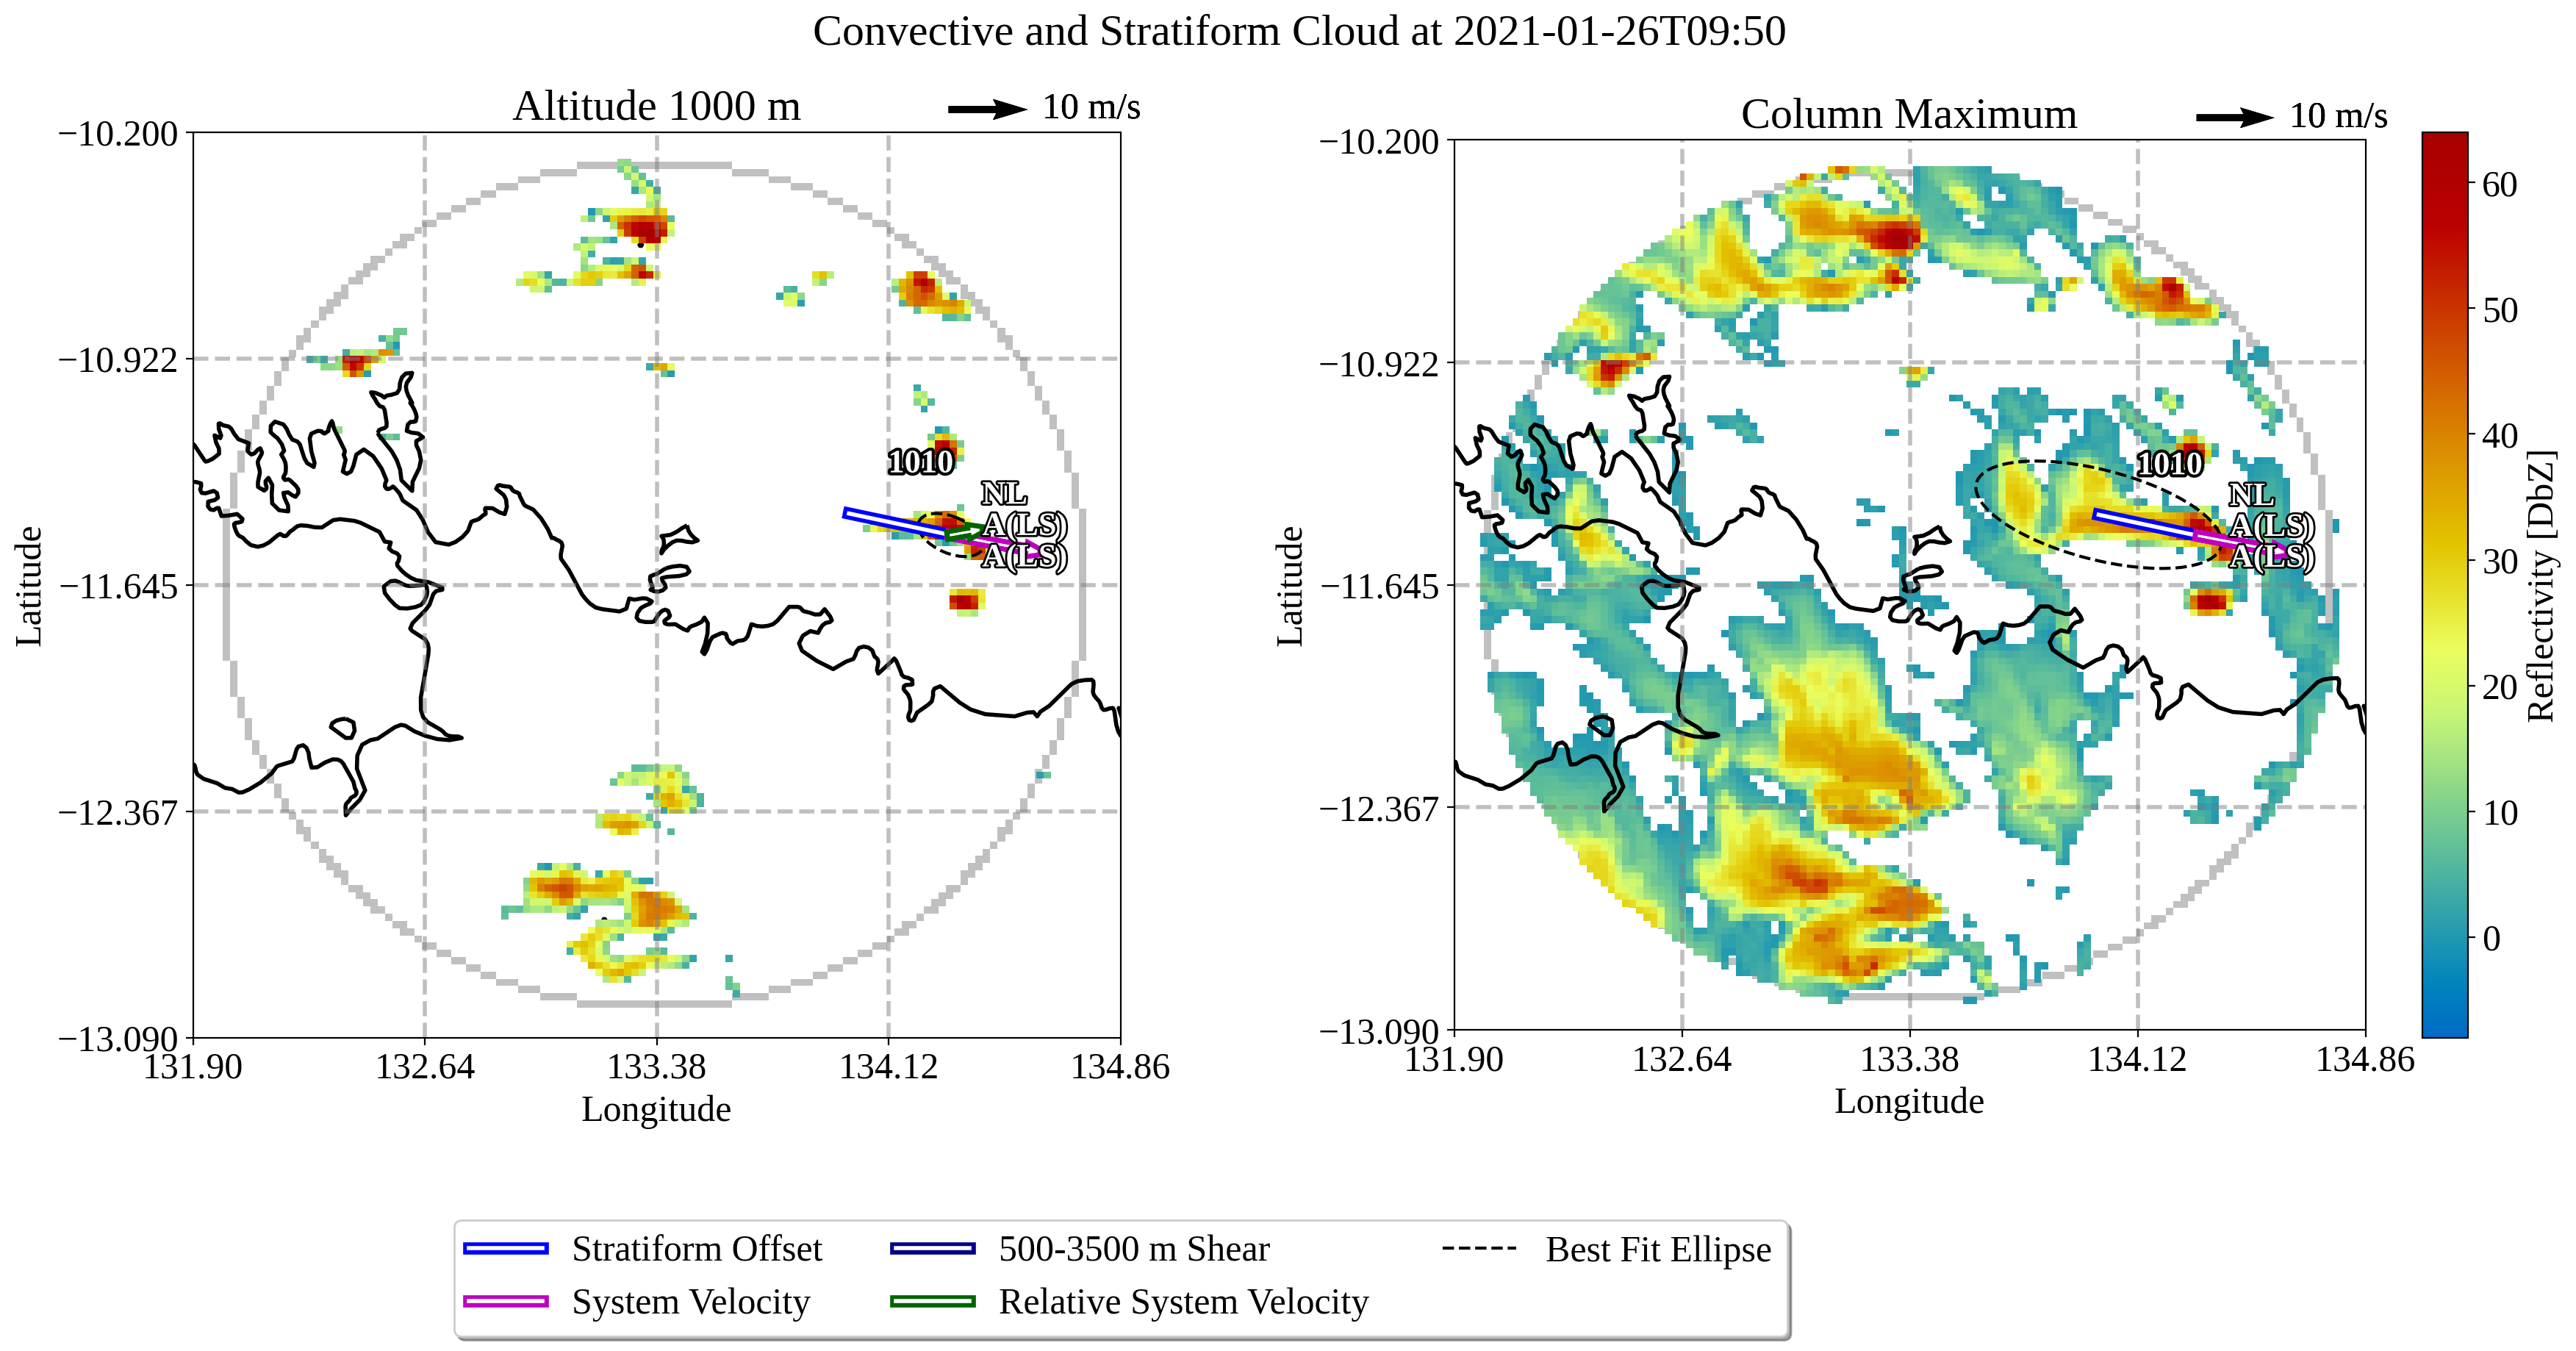 Convective and Stratiform Cloud at 2021-01-26T09:50
Altitude 1000 m
10 m/s
−10.200
−10.922
−11.645
−12.367
−13.090
Latitude
131.90
132.64
133.38
134.12
134.86
Longitude
1010
NL
A(LS)
A(LS)
Column Maximum
10 m/s
−10.200
−10.922
−11.645
−12.367
−13.090
Latitude
131.90
132.64
133.38
134.12
134.86
Longitude
1010
NL
A(LS)
A(LS)
60
50
40
30
20
10
0
Reflectivity [DbZ]
Stratiform Offset
System Velocity
500-3500 m Shear
Relative System Velocity
Best Fit Ellipse